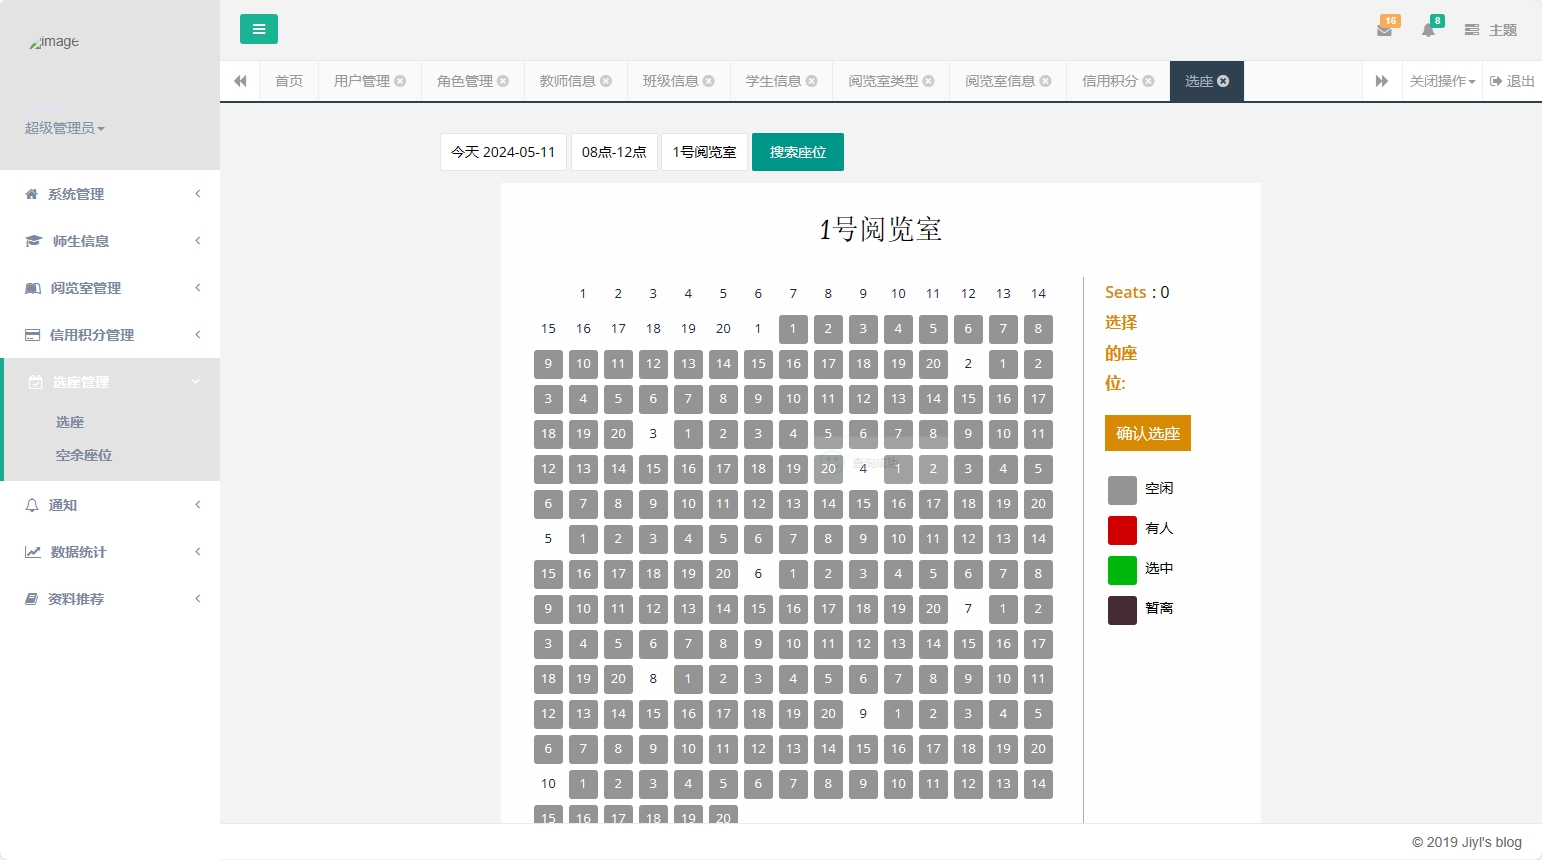 image
16
8
主题
首页
用户管理
角色管理
教师信息
班级信息
学生信息
阅览室类型
阅览室信息
信用积分
选座
关闭操作
退出
超级管理员
系统管理
师生信息
阅览室管理
信用积分管理
选座管理
选座
空余座位
通知
数据统计
资料推荐
今天 2024-05-11
08点-12点
1号阅览室
搜索座位
1号阅览室
1 2 3 4 5 6 7 8 9 10 11 12 13 14
15 16 17 18 19 20 1 1 2 3 4 5 6 7 8
9 10 11 12 13 14 15 16 17 18 19 20 2 1 2
3 4 5 6 7 8 9 10 11 12 13 14 15 16 17
18 19 20 3 1 2 3 4 5 6 7 8 9 10 11
12 13 14 15 16 17 18 19 20 4 1 2 3 4 5
查询成功
6 7 8 9 10 11 12 13 14 15 16 17 18 19 20
5 1 2 3 4 5 6 7 8 9 10 11 12 13 14
15 16 17 18 19 20 6 1 2 3 4 5 6 7 8
9 10 11 12 13 14 15 16 17 18 19 20 7 1 2
3 4 5 6 7 8 9 10 11 12 13 14 15 16 17
18 19 20 8 1 2 3 4 5 6 7 8 9 10 11
12 13 14 15 16 17 18 19 20 9 1 2 3 4 5
6 7 8 9 10 11 12 13 14 15 16 17 18 19 20
10 1 2 3 4 5 6 7 8 9 10 11 12 13 14
15 16 17 18 19 20
Seats : 0
选择
的座
位:
确认选座
空闲
有人
选中
暂离
© 2019 Jiyl's blog